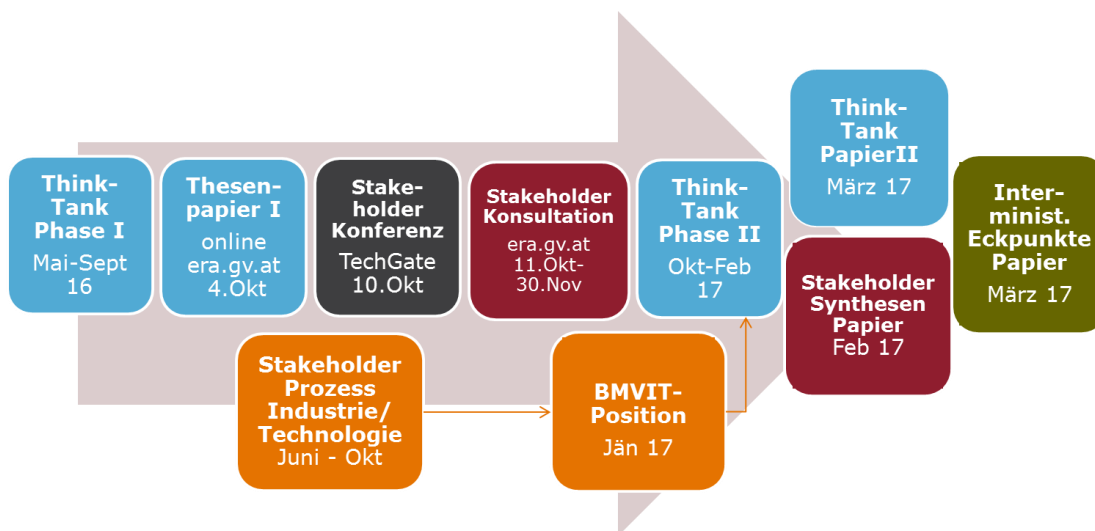 Think-
Tank
Phase I
Mai-Sept
16
Thesen-
papier I
online
era.gv.at
4.Okt
Stake-
holder
Konferenz
TechGate
10.Okt
Stakeholder
Konsultation
era.gv.at
11.Okt-
30.Nov
Think-
Tank
Phase II
Okt-Feb
17
Think-
Tank
PapierII
März 17
Stakeholder
Synthesen
Papier
Feb 17
Inter-
minist.
Eckpunkte
Papier
März 17
Stakeholder
Prozess
Industrie/
Technologie
Juni - Okt
BMVIT-
Position
Jän 17